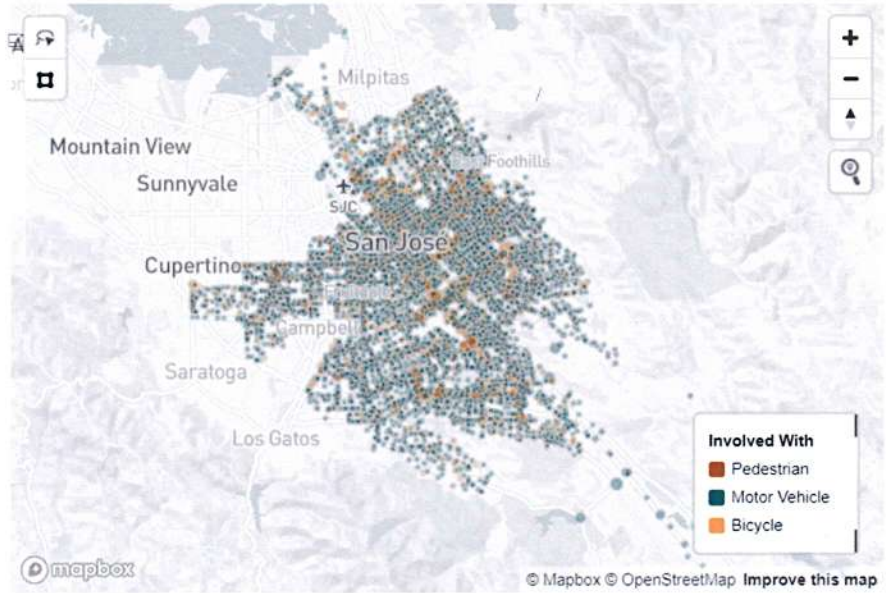 Milpitas
Mountain View
Foothills
Sunnyvale
SJC
San Jose
Cupertino
Campbell
Saratoga
Los Gatos
Involved With
Pedestrian
Motor Vehicle
Bicycle
mapbox
© Mapbox © OpenStreetMap Improve this map